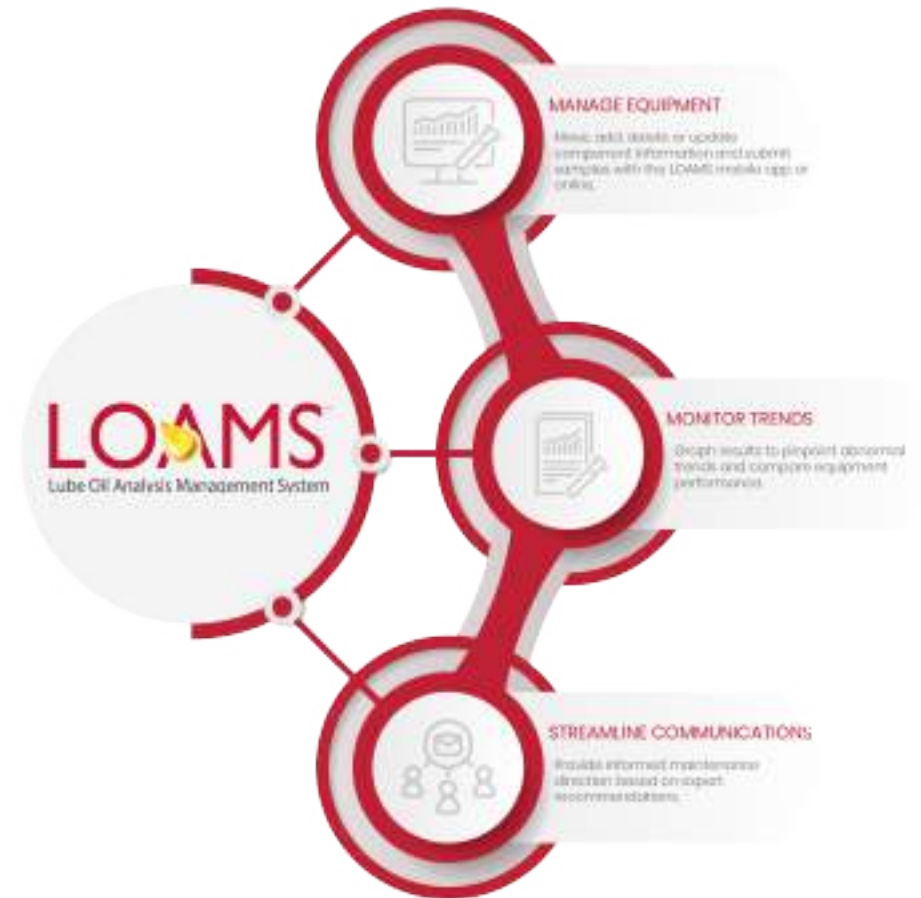 LOAMS
Lube Oil Analysis Management System
MANAGE EQUIPMENT
Move, add, delete or update
component information and submit
samples with the LOAMS mobile app or
online.
MONITOR TRENDS
Graph results to pinpoint abnormal
trends and compare equipment
performance.
STREAMLINE COMMUNICATIONS
Provide informed maintenance
direction based on expert
recommendations.